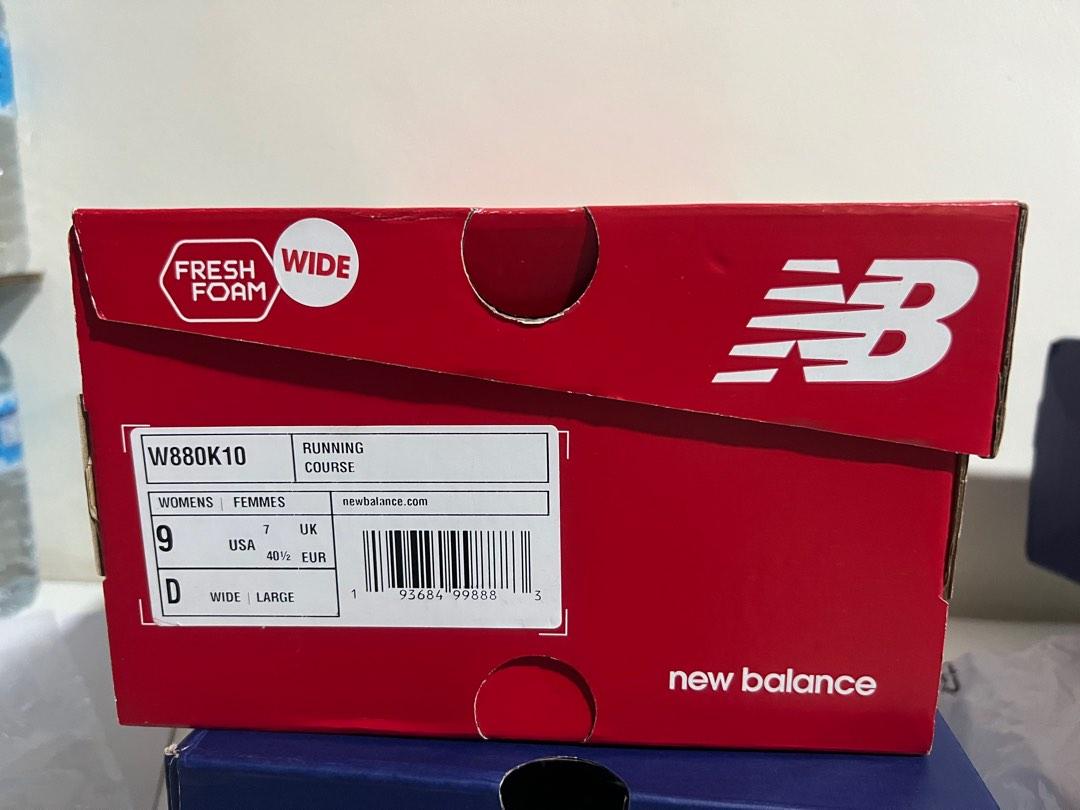 FRESH
FOAM
WIDE
NB
W880K10
RUNNING
COURSE
WOMENS | FEMMES
newbalance.com
9 USA 7 UK
40½ EUR
D WIDE | LARGE
1 93684 99888 3
new balance